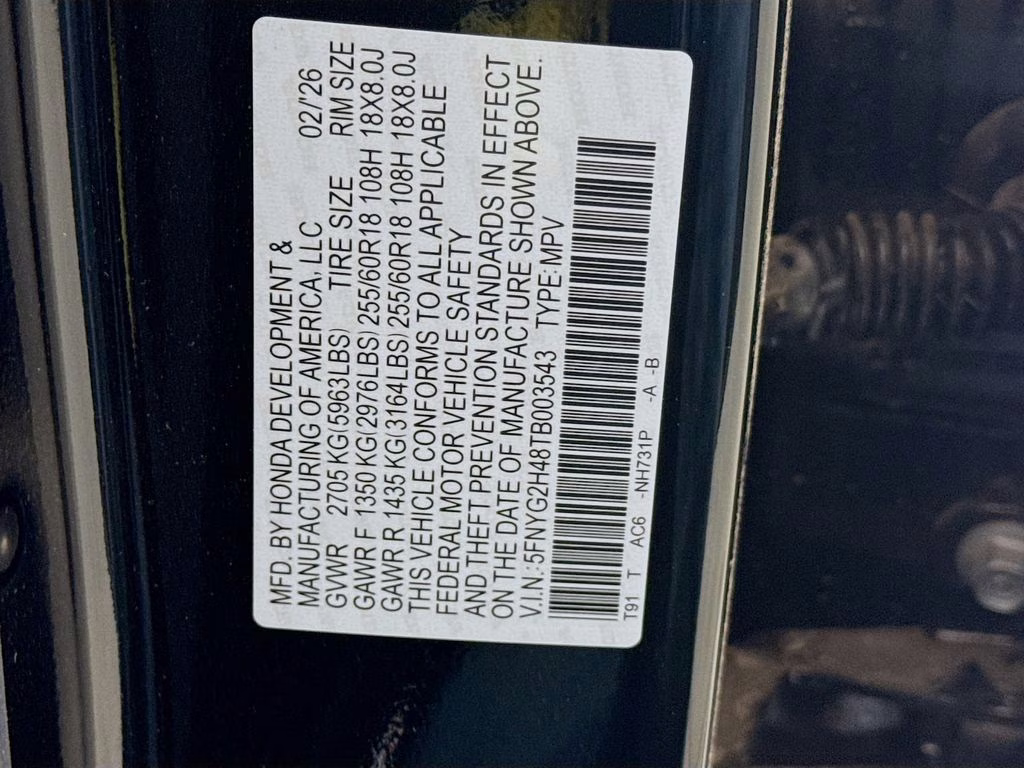 MFD. BY HONDA DEVELOPMENT & 02/'26
MANUFACTURING OF AMERICA, LLC
GVWR 2705 KG(5963LBS) TIRE SIZE RIM SIZE
GAWR F 1350 KG(2976LBS) 255/60R18 108H 18X8.0J
GAWR R 1435 KG(3164LBS) 255/60R18 108H 18X8.0J
THIS VEHICLE CONFORMS TO ALL APPLICABLE
FEDERAL MOTOR VEHICLE SAFETY
AND THEFT PREVENTION STANDARDS IN EFFECT
ON THE DATE OF MANUFACTURE SHOWN ABOVE.
V.I.N.:5FNYG2H48TB003543 TYPE: MPV
T91 T AC6 -NH731P -A -B